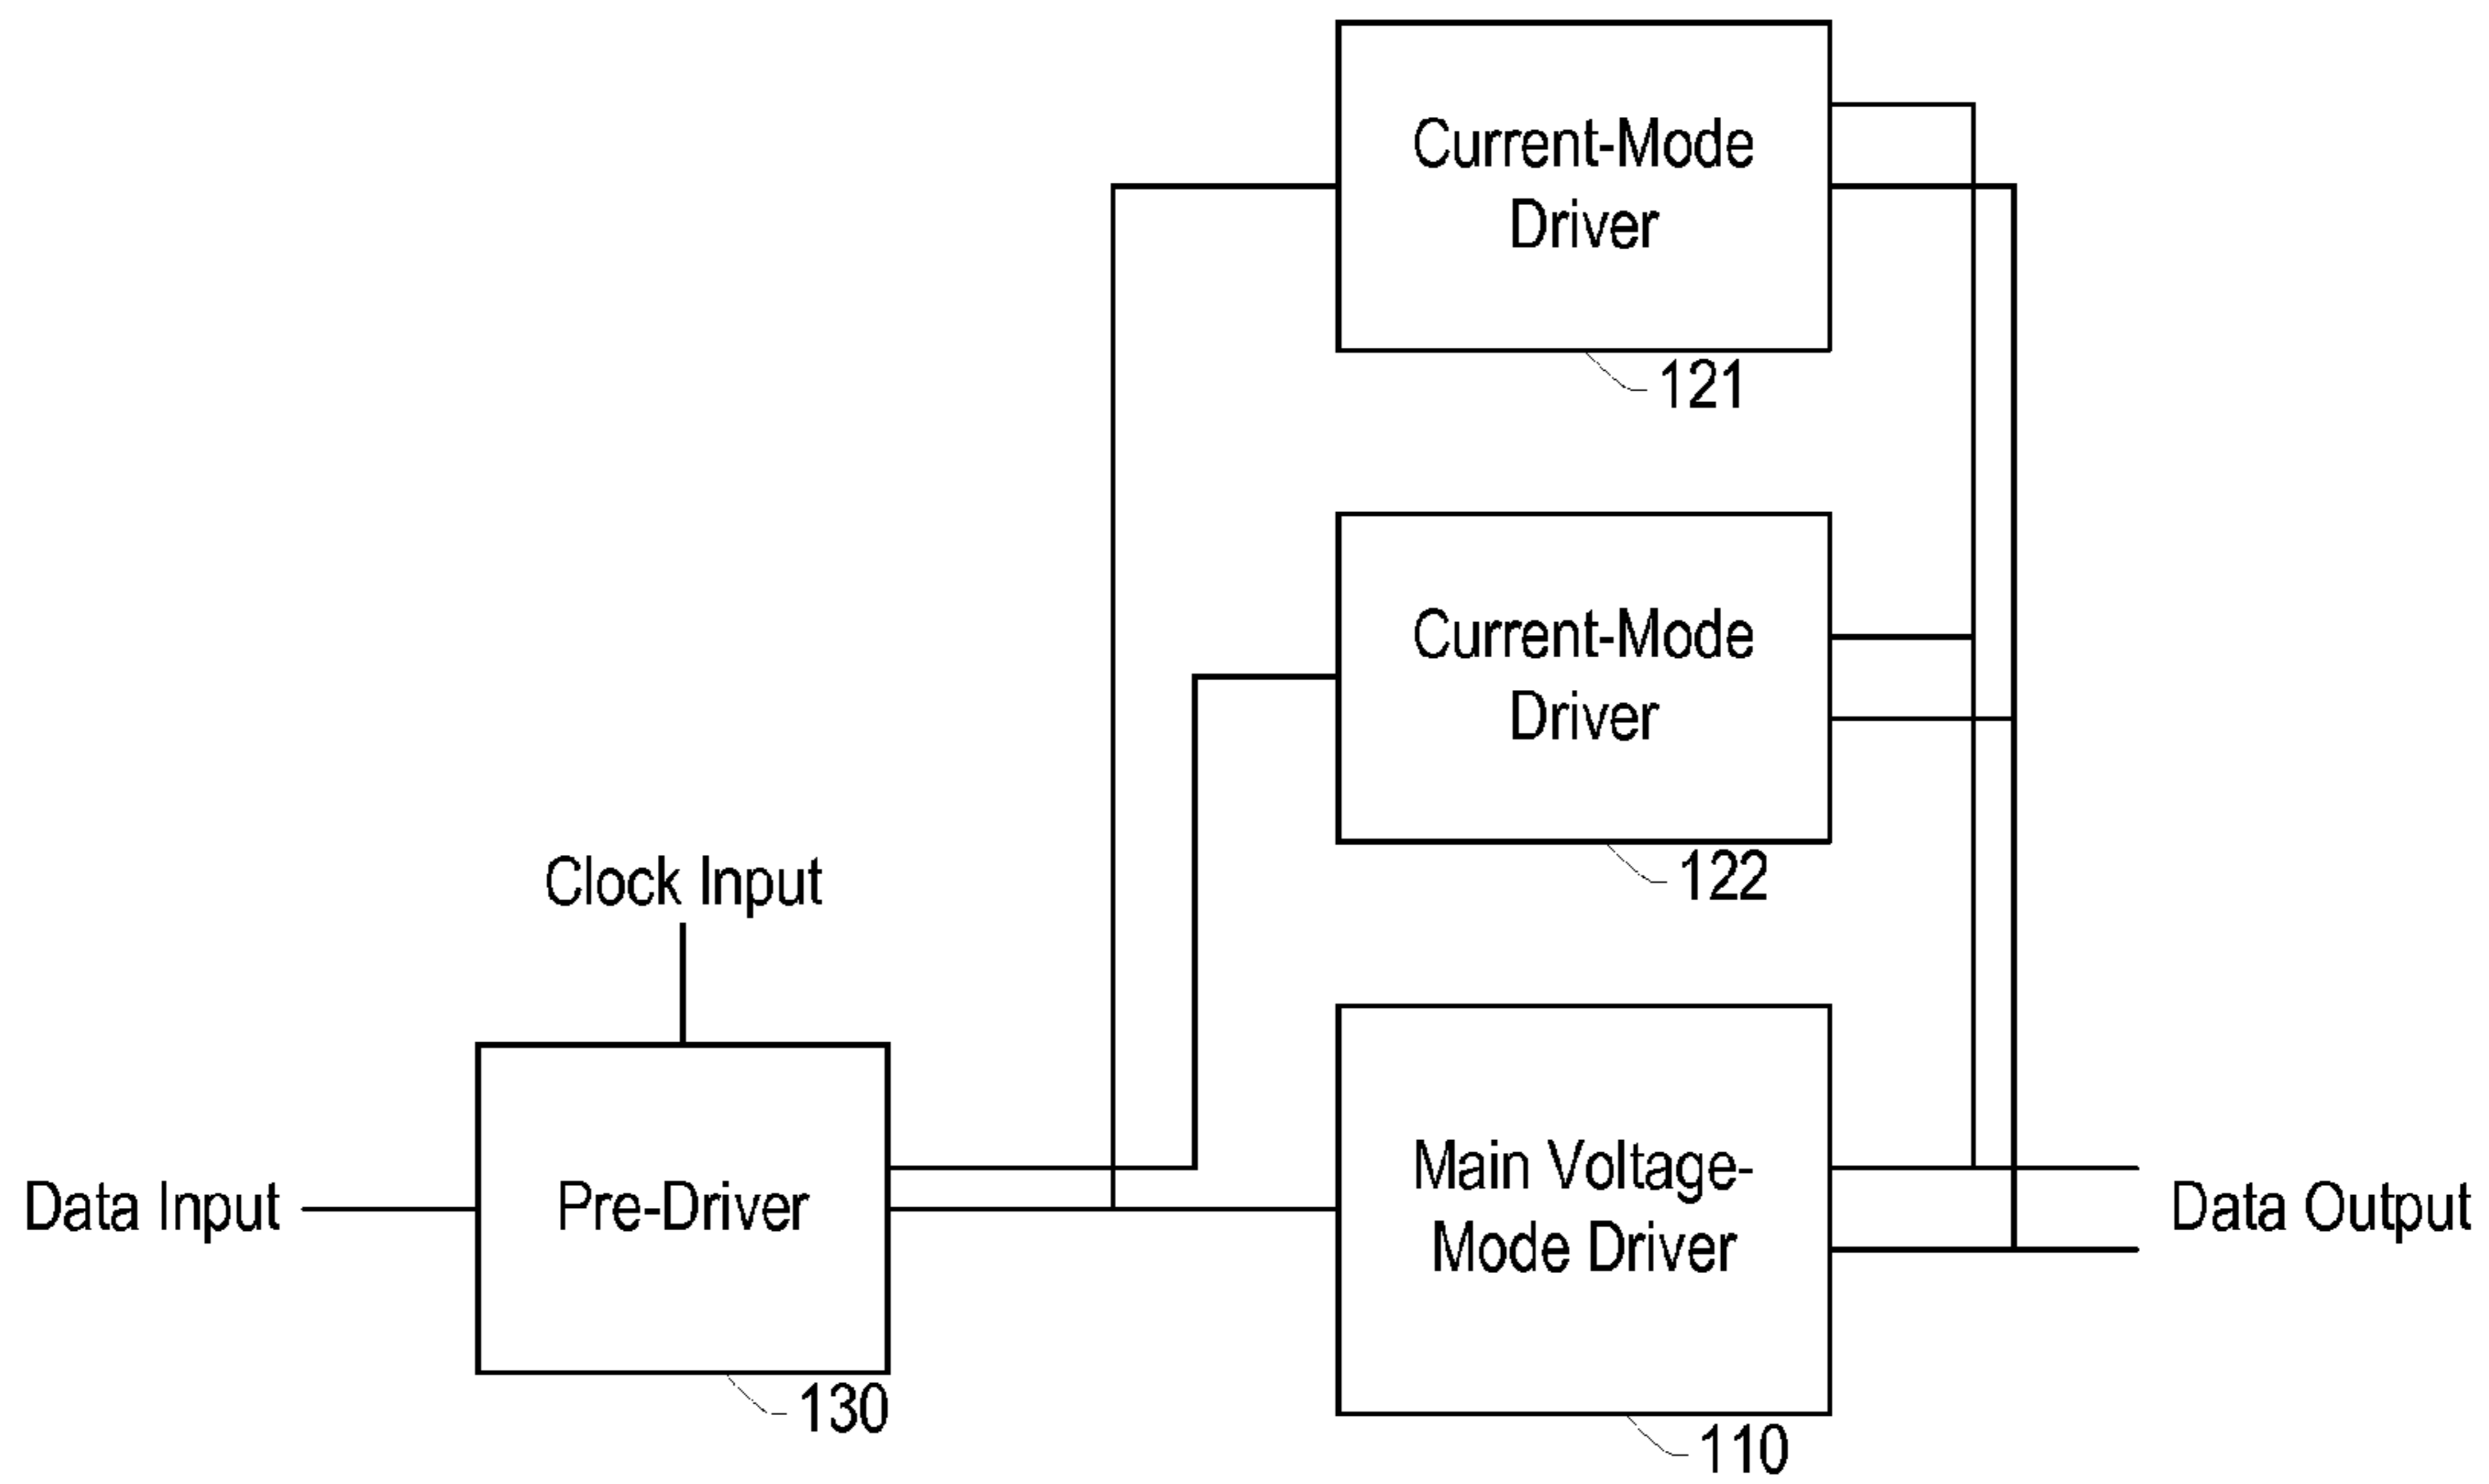 Current-Mode
Driver
121
Current-Mode
Driver
122
Clock Input
Data Input
Pre-Driver
130
Main Voltage-
Mode Driver
110
Data Output